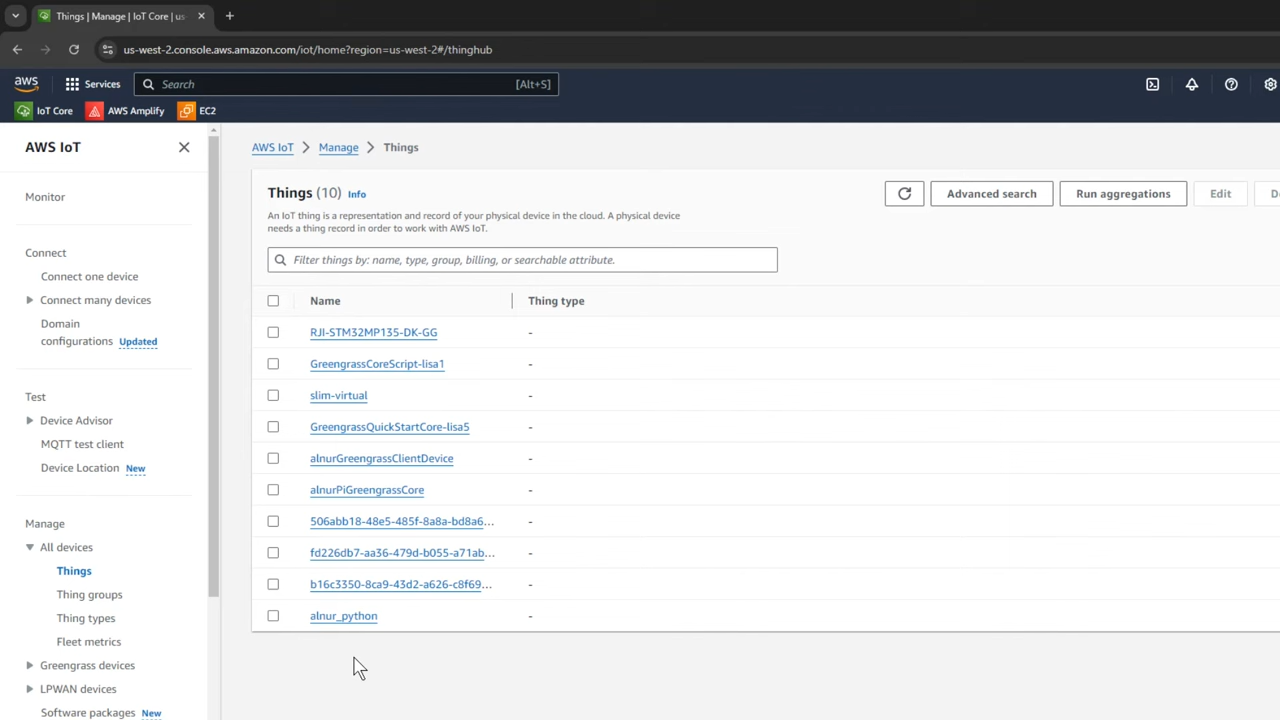 Things | Manage | IoT Core | us-
us-west-2.console.aws.amazon.com/iot/home?region=us-west-2#/thinghub
aws
Services
Search
[Alt+S]
IoT Core
AWS Amplify
EC2
AWS IoT
Monitor
Connect
Connect one device
Connect many devices
Domain
configurations Updated
Test
Device Advisor
MQTT test client
Device Location New
Manage
All devices
Things
Thing groups
Thing types
Fleet metrics
Greengrass devices
LPWAN devices
Software packages New
AWS IoT > Manage > Things
Things (10) Info
An IoT thing is a representation and record of your physical device in the cloud. A physical device
needs a thing record in order to work with AWS IoT.
Advanced search
Run aggregations
Edit
Filter things by: name, type, group, billing, or searchable attribute.
Name Thing type
RJI-STM32MP135-DK-GG -
GreengrassCoreScript-lisa1 -
slim-virtual -
GreengrassQuickStartCore-lisa5 -
alnurGreengrassClientDevice -
alnurPiGreengrassCore -
506abb18-48e5-485f-8a8a-bd8a6... -
fd226db7-aa36-479d-b055-a71ab... -
b16c3350-8ca9-43d2-a626-c8f69... -
alnur_python -